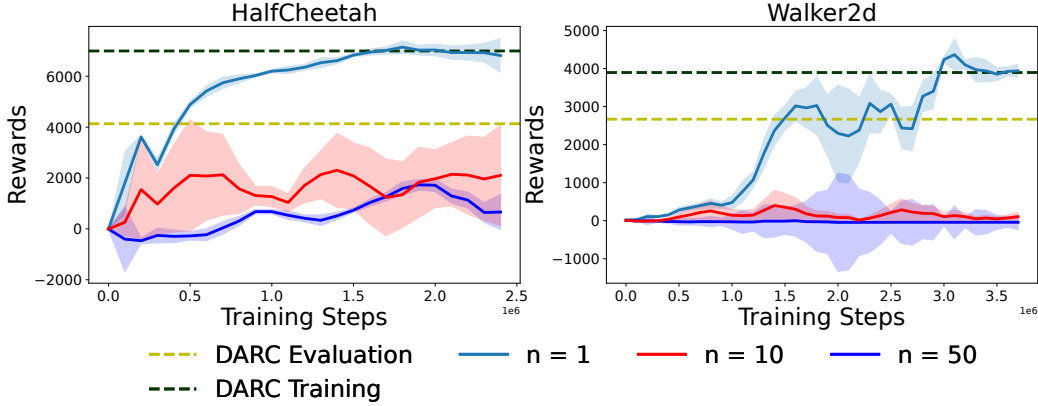 HalfCheetah
Rewards
6000
4000
2000
0
−2000
0.0
0.5
1.0
1.5
2.0
2.5
1e6
Training Steps
Walker2d
Rewards
5000
4000
3000
2000
1000
0
−1000
0.0
0.5
1.0
1.5
2.0
2.5
3.0
3.5
1e6
Training Steps
DARC Evaluation
n = 1
n = 10
n = 50
DARC Training